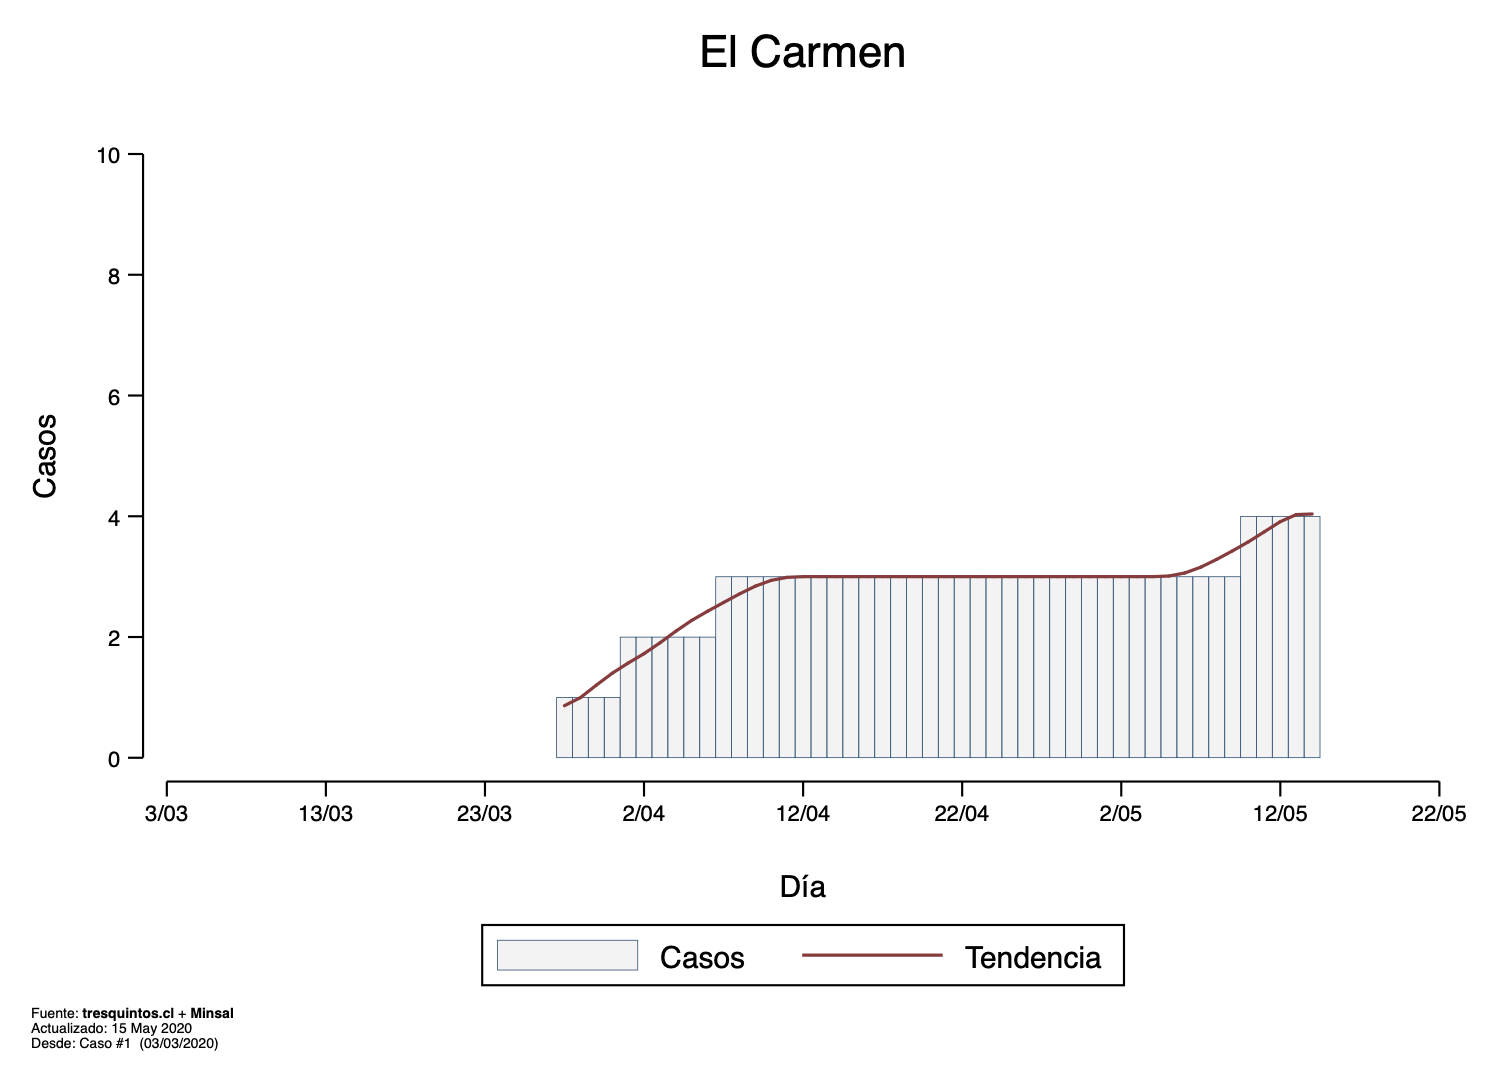 El Carmen
10
8
6
4
2
0
Casos
3/03 13/03 23/03 2/04 12/04 22/04 2/05 12/05 22/05
Día
Casos Tendencia
Fuente: tresquintos.cl + Minsal
Actualizado: 15 May 2020
Desde: Caso #1 (03/03/2020)